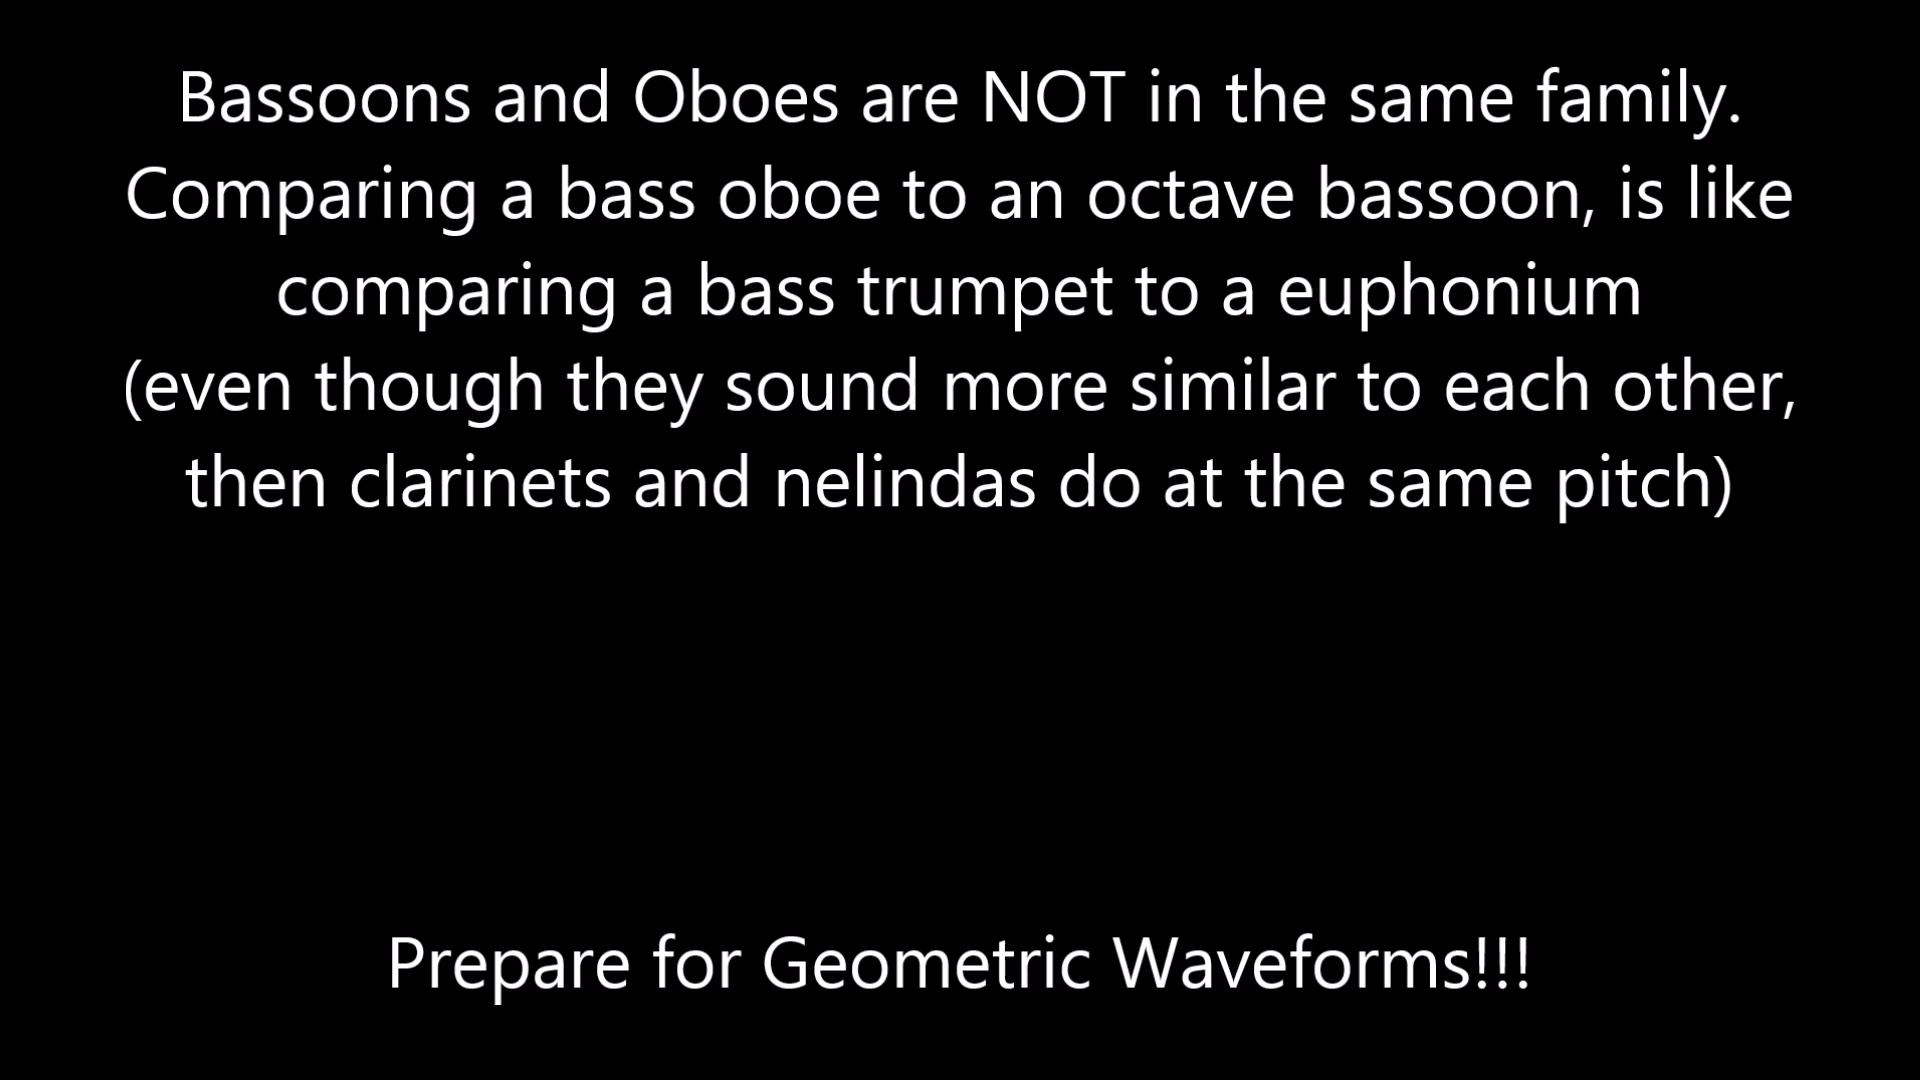 Bassoons and Oboes are NOT in the same family.
Comparing a bass oboe to an octave bassoon, is like
comparing a bass trumpet to a euphonium
(even though they sound more similar to each other,
then clarinets and nelindas do at the same pitch)
Prepare for Geometric Waveforms!!!